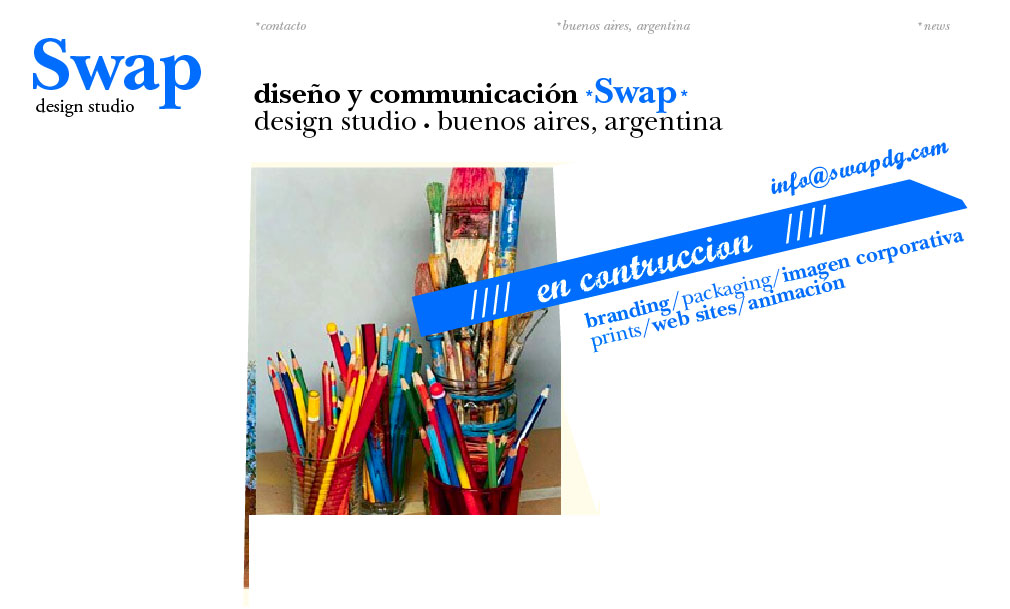 *contacto
*buenos aires, argentina
*news
Swap
design studio
diseño y communicación *Swap*
design studio • buenos aires, argentina
info@swapdg.com
//// en contruccion ////
branding/packaging/imagen corporativa
prints/web sites/animación